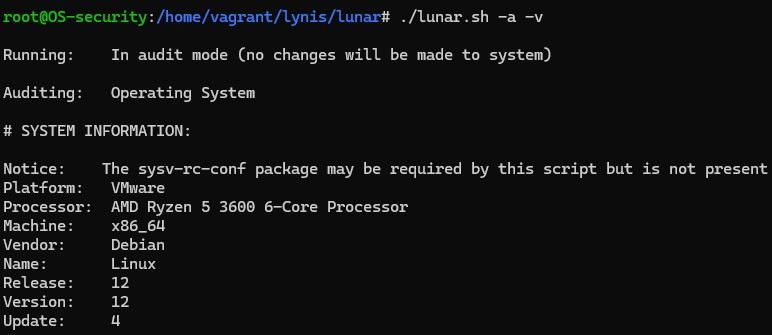 root@OS-security:/home/vagrant/lynis/lunar# ./lunar.sh -a -v
Running:    In audit mode (no changes will be made to system)
Auditing:   Operating System
# SYSTEM INFORMATION:
Notice:    The sysv-rc-conf package may be required by this script but is not present
Platform:   VMware
Processor:  AMD Ryzen 5 3600 6-Core Processor
Machine:    x86_64
Vendor:     Debian
Name:       Linux
Release:    12
Version:    12
Update:     4